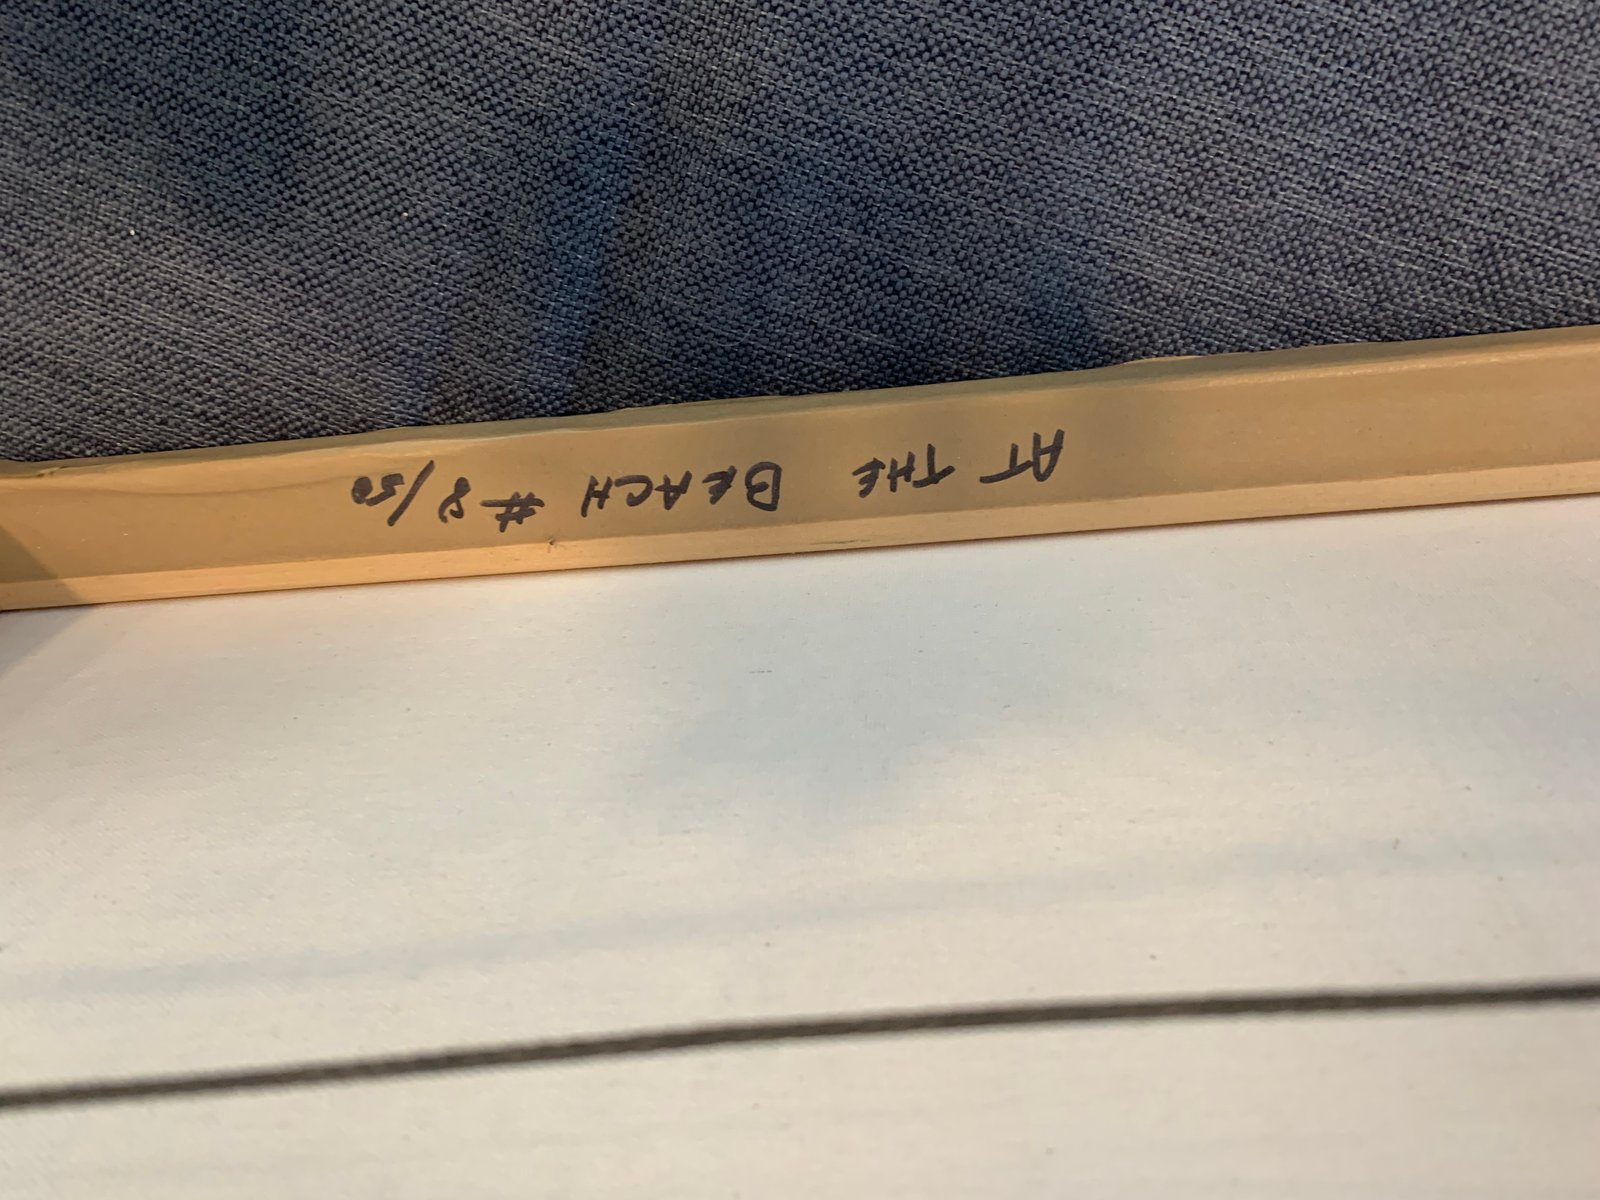 AT THE BEACH # 8/50